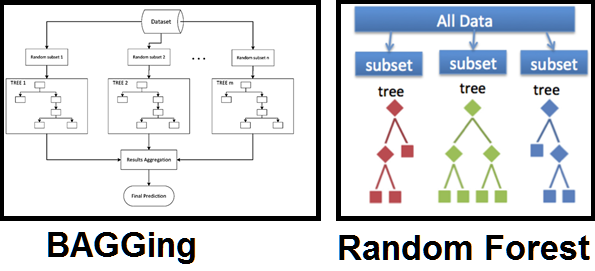 Dataset
Random subset 1
Random subset 2
• • •
Random subset n
TREE 1
TREE 2
TREE m
Results Aggregation
Final Prediction
BAGGing
All Data
subset
subset
subset
tree
tree
tree
Random Forest